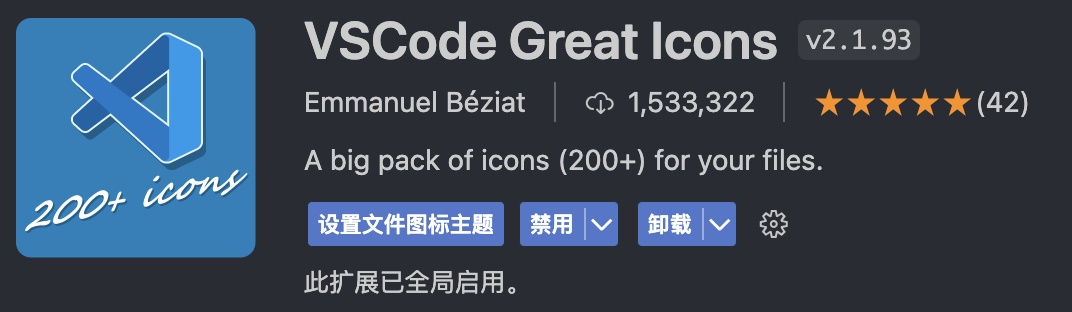 200+ icons
VSCode Great Icons v2.1.93
Emmanuel Béziat 1,533,322 (42)
A big pack of icons (200+) for your files.
设置文件图标主题 禁用 卸载
此扩展已全局启用。